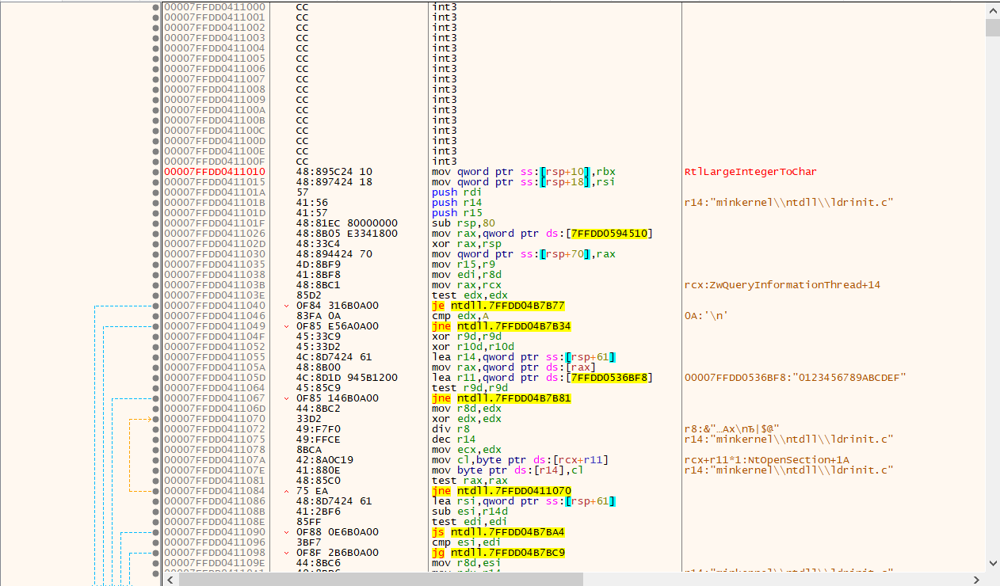 00007FFDD0411000 CC int3
00007FFDD0411001 CC int3
00007FFDD0411002 CC int3
00007FFDD0411003 CC int3
00007FFDD0411004 CC int3
00007FFDD0411005 CC int3
00007FFDD0411006 CC int3
00007FFDD0411007 CC int3
00007FFDD0411008 CC int3
00007FFDD0411009 CC int3
00007FFDD041100A CC int3
00007FFDD041100B CC int3
00007FFDD041100C CC int3
00007FFDD041100D CC int3
00007FFDD041100E CC int3
00007FFDD041100F CC int3
00007FFDD0411010 48:895C24 10 mov qword ptr ss:[rsp+10],rbx RtlLargeIntegerToChar
00007FFDD0411015 48:897424 18 mov qword ptr ss:[rsp+18],rsi
00007FFDD041101A 57 push rdi
00007FFDD041101B 41:56 push r14 r14:"minkernel\\ntdll\\ldrinit.c"
00007FFDD041101D 41:57 push r15
00007FFDD041101F 48:81EC 80000000 sub rsp,80
00007FFDD0411026 48:8B05 E3341800 mov rax,qword ptr ds:[7FFDD0594510]
00007FFDD041102D 48:33C4 xor rax,rsp
00007FFDD0411030 48:894424 70 mov qword ptr ss:[rsp+70],rax
00007FFDD0411035 4D:8BF9 mov r15,r9
00007FFDD0411038 41:8BF8 mov edi,r8d
00007FFDD041103B 48:8BC1 mov rax,rcx rcx:ZwQueryInformationThread+14
00007FFDD041103E 85D2 test edx,edx
00007FFDD0411040 0F84 316B0A00 je ntdll.7FFDD04B7B77
00007FFDD0411046 83FA 0A cmp edx,A 0A:'\n'
00007FFDD0411049 0F85 E56A0A00 jne ntdll.7FFDD04B7B34
00007FFDD041104F 45:33C9 xor r9d,r9d
00007FFDD0411052 45:33D2 xor r10d,r10d
00007FFDD0411055 4C:8D7424 61 lea r14,qword ptr ss:[rsp+61]
00007FFDD041105A 48:8B00 mov rax,qword ptr ds:[rax]
00007FFDD041105D 4C:8D1D 945B1200 lea r11,qword ptr ds:[7FFDD0536BF8] 00007FFDD0536BF8:"0123456789ABCDEF"
00007FFDD0411064 45:85C9 test r9d,r9d
00007FFDD0411067 0F85 146B0A00 jne ntdll.7FFDD04B7B81
00007FFDD041106D 44:8BC2 mov r8d,edx
00007FFDD0411070 33D2 xor edx,edx
00007FFDD0411072 49:F7F0 div r8 r8:&"…Ax\nЪ|$@"
00007FFDD0411075 49:FFCE dec r14 r14:"minkernel\\ntdll\\ldrinit.c"
00007FFDD0411078 8BCA mov ecx,edx
00007FFDD041107A 42:8A0C19 mov cl,byte ptr ds:[rcx+r11] rcx+r11*1:NtOpenSection+1A
00007FFDD041107E 41:880E mov byte ptr ds:[r14],cl r14:"minkernel\\ntdll\\ldrinit.c"
00007FFDD0411081 48:85C0 test rax,rax
00007FFDD0411084 75 EA jne ntdll.7FFDD0411070
00007FFDD0411086 48:8D7424 61 lea rsi,qword ptr ss:[rsp+61]
00007FFDD041108B 41:2BF6 sub esi,r14d
00007FFDD041108E 85FF test edi,edi
00007FFDD0411090 0F88 0E6B0A00 js ntdll.7FFDD04B7BA4
00007FFDD0411096 3BF7 cmp esi,edi
00007FFDD0411098 0F8F 2B6B0A00 jg ntdll.7FFDD04B7BC9
00007FFDD041109E 44:8BC6 mov r8d,esi